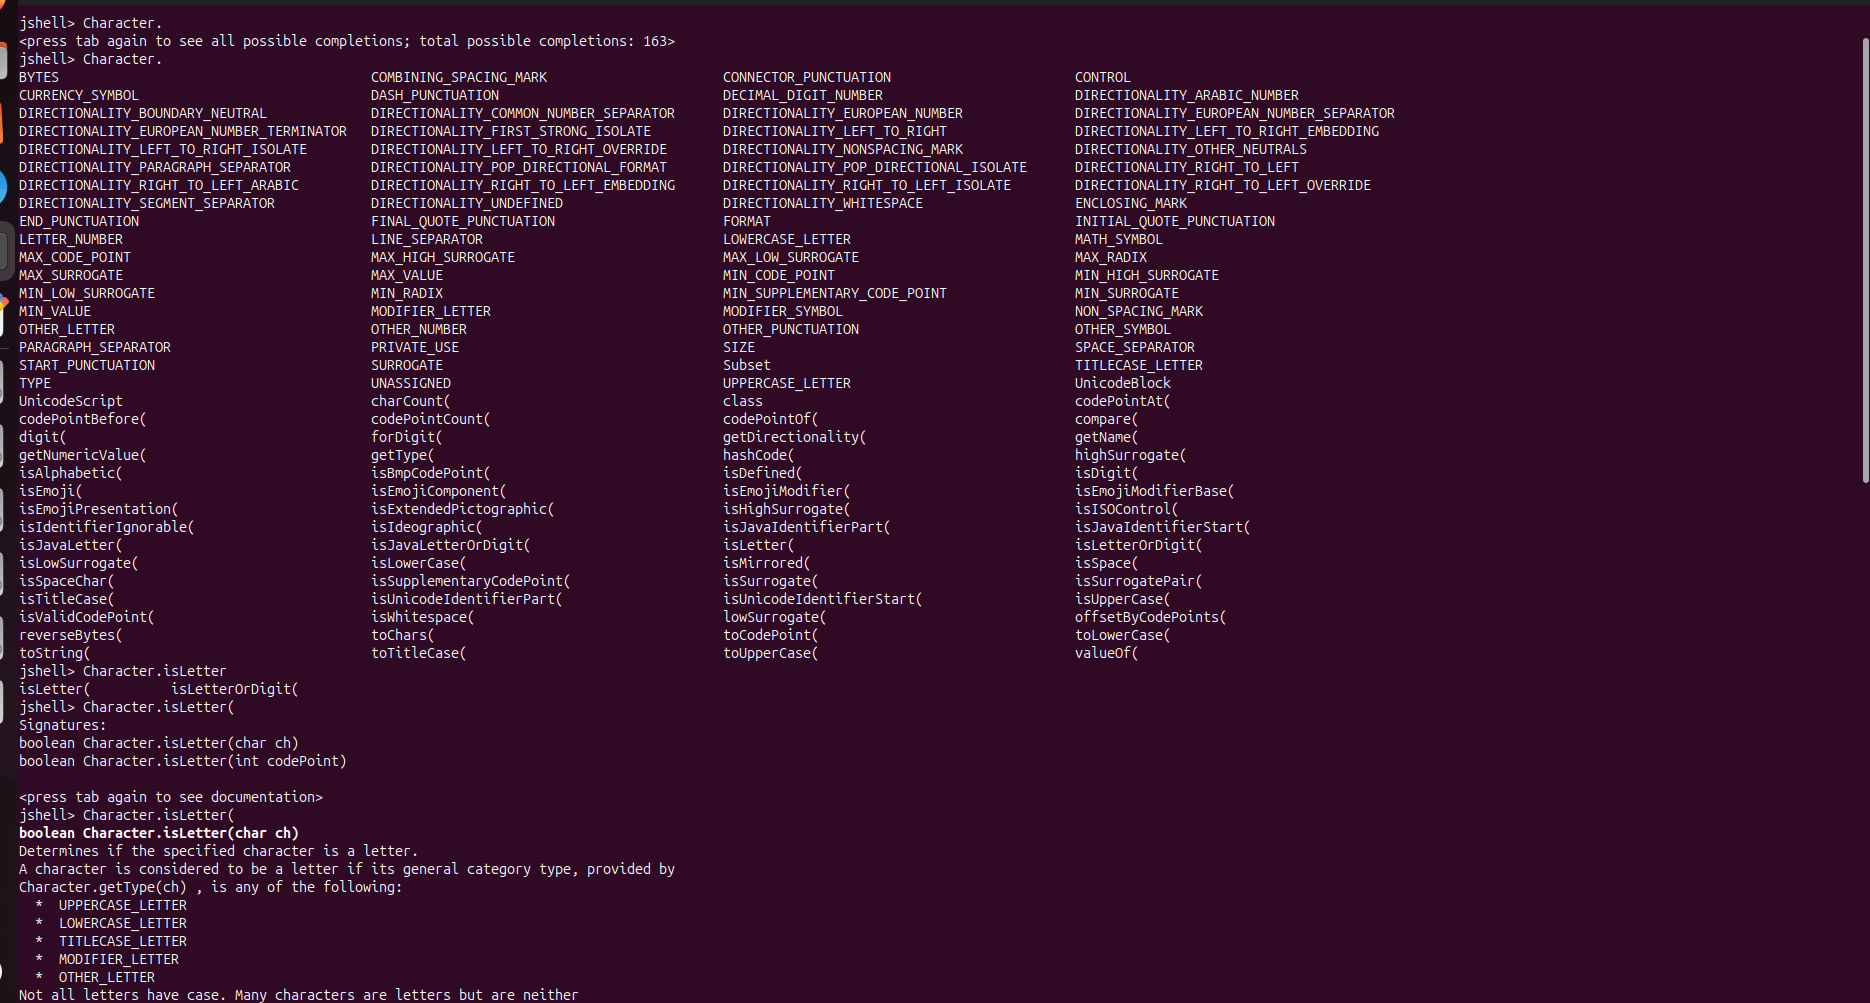 jshell> Character.
<press tab again to see all possible completions; total possible completions: 163>
jshell> Character.
BYTES COMBINING_SPACING_MARK CONNECTOR_PUNCTUATION CONTROL
CURRENCY_SYMBOL DASH_PUNCTUATION DECIMAL_DIGIT_NUMBER DIRECTIONALITY_ARABIC_NUMBER
DIRECTIONALITY_BOUNDARY_NEUTRAL DIRECTIONALITY_COMMON_NUMBER_SEPARATOR DIRECTIONALITY_EUROPEAN_NUMBER DIRECTIONALITY_EUROPEAN_NUMBER_SEPARATOR
DIRECTIONALITY_EUROPEAN_NUMBER_TERMINATOR DIRECTIONALITY_FIRST_STRONG_ISOLATE DIRECTIONALITY_LEFT_TO_RIGHT DIRECTIONALITY_LEFT_TO_RIGHT_EMBEDDING
DIRECTIONALITY_LEFT_TO_RIGHT_ISOLATE DIRECTIONALITY_LEFT_TO_RIGHT_OVERRIDE DIRECTIONALITY_NONSPACING_MARK DIRECTIONALITY_OTHER_NEUTRALS
DIRECTIONALITY_PARAGRAPH_SEPARATOR DIRECTIONALITY_POP_DIRECTIONAL_FORMAT DIRECTIONALITY_POP_DIRECTIONAL_ISOLATE DIRECTIONALITY_RIGHT_TO_LEFT
DIRECTIONALITY_RIGHT_TO_LEFT_ARABIC DIRECTIONALITY_RIGHT_TO_LEFT_EMBEDDING DIRECTIONALITY_RIGHT_TO_LEFT_ISOLATE DIRECTIONALITY_RIGHT_TO_LEFT_OVERRIDE
DIRECTIONALITY_SEGMENT_SEPARATOR DIRECTIONALITY_UNDEFINED DIRECTIONALITY_WHITESPACE ENCLOSING_MARK
END_PUNCTUATION FINAL_QUOTE_PUNCTUATION FORMAT INITIAL_QUOTE_PUNCTUATION
LETTER_NUMBER LINE_SEPARATOR LOWERCASE_LETTER MATH_SYMBOL
MAX_CODE_POINT MAX_HIGH_SURROGATE MAX_LOW_SURROGATE MAX_RADIX
MAX_SURROGATE MAX_VALUE MIN_CODE_POINT MIN_HIGH_SURROGATE
MIN_LOW_SURROGATE MIN_RADIX MIN_SUPPLEMENTARY_CODE_POINT MIN_SURROGATE
MIN_VALUE MODIFIER_LETTER MODIFIER_SYMBOL NON_SPACING_MARK
OTHER_LETTER OTHER_NUMBER OTHER_PUNCTUATION OTHER_SYMBOL
PARAGRAPH_SEPARATOR PRIVATE_USE SIZE SPACE_SEPARATOR
START_PUNCTUATION SURROGATE Subset TITLECASE_LETTER
TYPE UNASSIGNED UPPERCASE_LETTER UnicodeBlock
UnicodeScript charCount( class codePointAt(
codePointBefore( codePointCount( codePointOf( compare(
digit( forDigit( getDirectionality( getName(
getNumericValue( getType( hashCode( highSurrogate(
isAlphabetic( isBmpCodePoint( isDefined( isDigit(
isEmoji( isEmojiComponent( isEmojiModifier( isEmojiModifierBase(
isEmojiPresentation( isExtendedPictographic( isHighSurrogate( isISOControl(
isIdentifierIgnorable( isIdeographic( isJavaIdentifierPart( isJavaIdentifierStart(
isJavaLetter( isJavaLetterOrDigit( isLetter( isLetterOrDigit(
isLowSurrogate( isLowerCase( isMirrored( isSpace(
isSpaceChar( isSupplementaryCodePoint( isSurrogate( isSurrogatePair(
isTitleCase( isUnicodeIdentifierPart( isUnicodeIdentifierStart( isUpperCase(
isValidCodePoint( isWhitespace( lowSurrogate( offsetByCodePoints(
reverseBytes( toChars( toCodePoint( toLowerCase(
toString( toTitleCase( toUpperCase( valueOf(
jshell> Character.isLetter
isLetter( isLetterOrDigit(
jshell> Character.isLetter(
Signatures:
boolean Character.isLetter(char ch)
boolean Character.isLetter(int codePoint)
<press tab again to see documentation>
jshell> Character.isLetter(
boolean Character.isLetter(char ch)
Determines if the specified character is a letter.
A character is considered to be a letter if its general category type, provided by
Character.getType(ch) , is any of the following:
* UPPERCASE_LETTER
* LOWERCASE_LETTER
* TITLECASE_LETTER
* MODIFIER_LETTER
* OTHER_LETTER
Not all letters have case. Many characters are letters but are neither